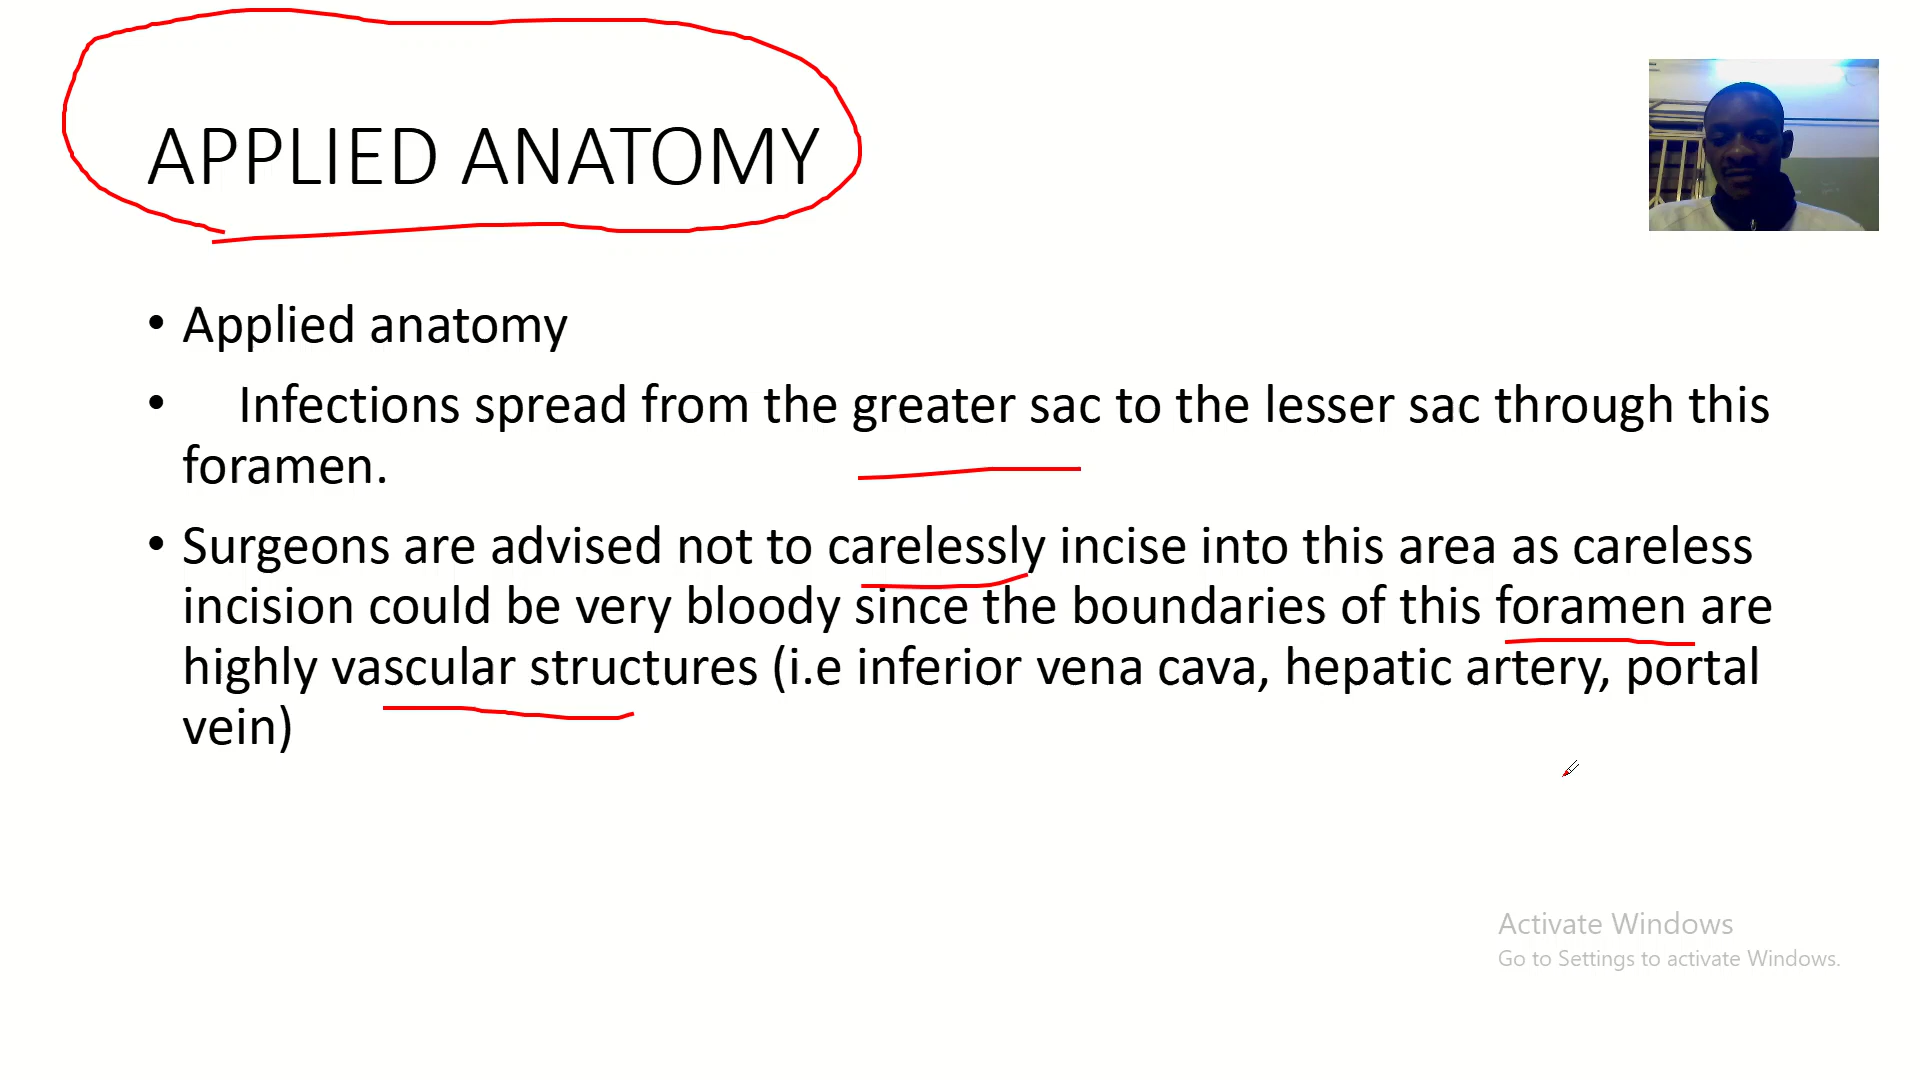 APPLIED ANATOMY
• Applied anatomy
• Infections spread from the greater sac to the lesser sac through this
foramen.
• Surgeons are advised not to carelessly incise into this area as careless
incision could be very bloody since the boundaries of this foramen are
highly vascular structures (i.e inferior vena cava, hepatic artery, portal
vein)
Activate Windows
Go to Settings to activate Windows.